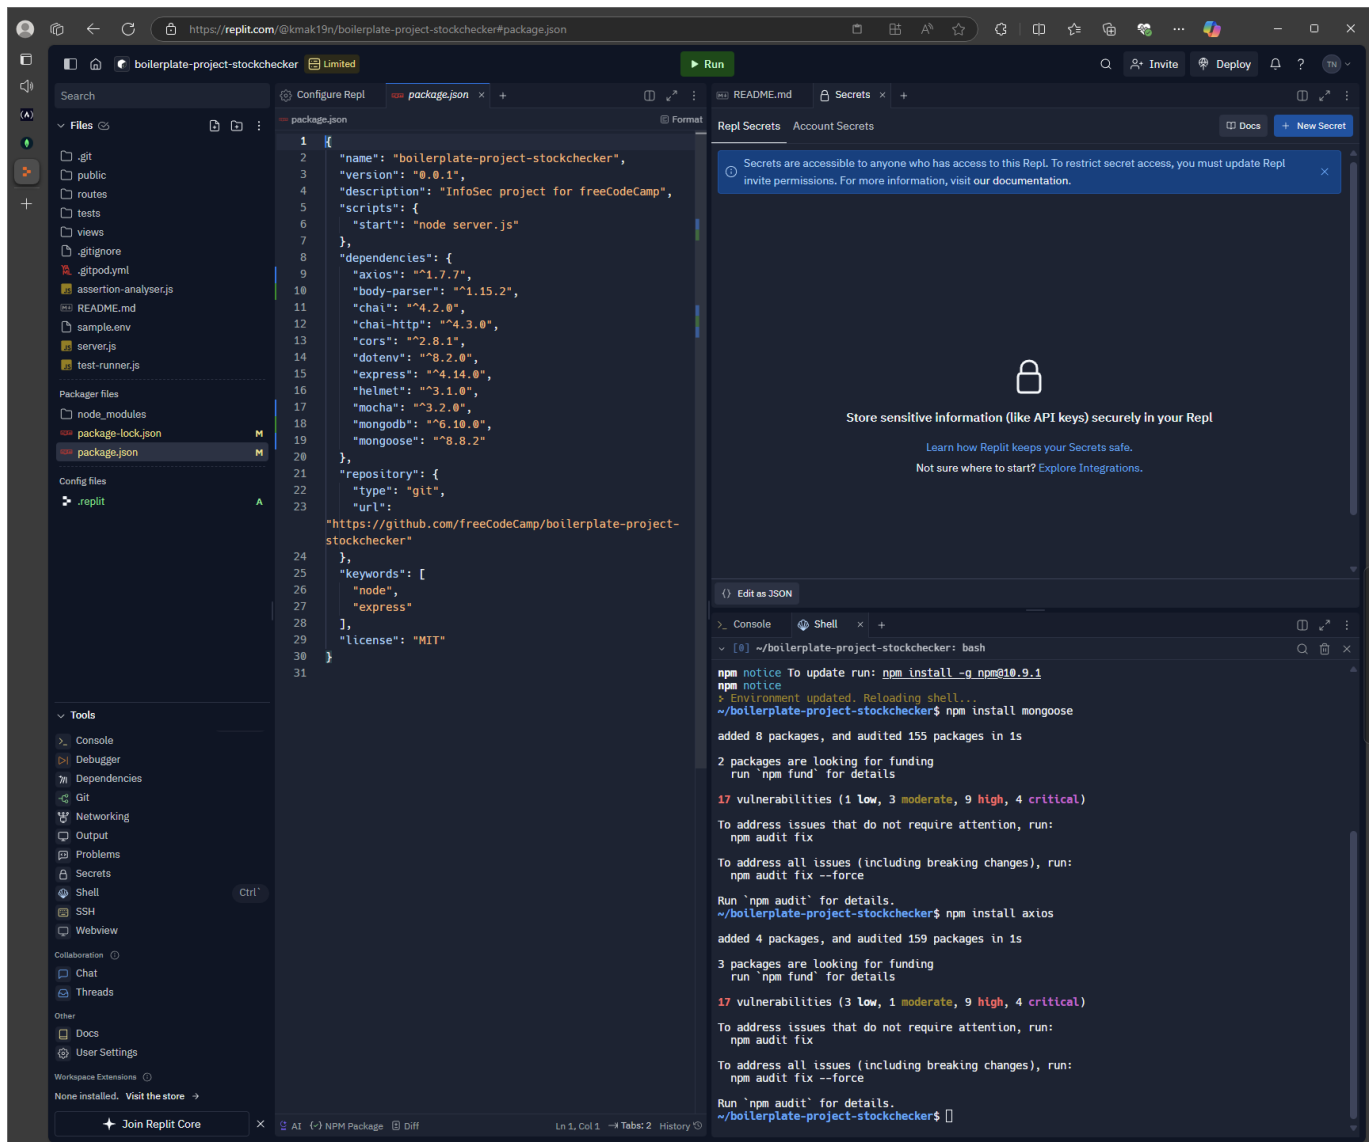 https://replit.com/@kmak19n/boilerplate-project-stockchecker#package.json
boilerplate-project-stockchecker
Limited
Run
Invite
Deploy
TN
Search
Files
.git
public
routes
tests
views
.gitignore
.gitpod.yml
assertion-analyser.js
README.md
sample.env
server.js
test-runner.js
Packager files
node_modules
package-lock.json M
package.json M
Config files
.replit A
Tools
Console
Debugger
Dependencies
Git
Networking
Output
Problems
Secrets
Shell Ctrl`
SSH
Webview
Collaboration
Chat
Threads
Other
Docs
User Settings
Workspace Extensions
None installed. Visit the store →
Join Replit Core
Configure Repl
package.json
package.json
Format
1 {
2 "name": "boilerplate-project-stockchecker",
3 "version": "0.0.1",
4 "description": "InfoSec project for freeCodeCamp",
5 "scripts": {
6 "start": "node server.js"
7 },
8 "dependencies": {
9 "axios": "^1.7.7",
10 "body-parser": "^1.15.2",
11 "chai": "^4.2.0",
12 "chai-http": "^4.3.0",
13 "cors": "^2.8.1",
14 "dotenv": "^8.2.0",
15 "express": "^4.14.0",
16 "helmet": "^3.1.0",
17 "mocha": "^3.2.0",
18 "mongodb": "^6.10.0",
19 "mongoose": "^8.8.2"
20 },
21 "repository": {
22 "type": "git",
23 "url":
"https://github.com/freeCodeCamp/boilerplate-project-
stockchecker"
24 },
25 "keywords": [
26 "node",
27 "express"
28 ],
29 "license": "MIT"
30 }
31
AI
NPM Package
Diff
Ln 1, Col 1
Tabs: 2
History
README.md
Secrets
Repl Secrets
Account Secrets
Docs
New Secret
Secrets are accessible to anyone who has access to this Repl. To restrict secret access, you must update Repl
invite permissions. For more information, visit our documentation.
Store sensitive information (like API keys) securely in your Repl
Learn how Replit keeps your Secrets safe.
Not sure where to start? Explore Integrations.
{} Edit as JSON
Console
Shell
[0] ~/boilerplate-project-stockchecker: bash
npm notice To update run: npm install -g npm@10.9.1
npm notice
Environment updated. Reloading shell...
~/boilerplate-project-stockchecker$ npm install mongoose
added 8 packages, and audited 155 packages in 1s
2 packages are looking for funding
run `npm fund` for details
17 vulnerabilities (1 low, 3 moderate, 9 high, 4 critical)
To address issues that do not require attention, run:
npm audit fix
To address all issues (including breaking changes), run:
npm audit fix --force
Run `npm audit` for details.
~/boilerplate-project-stockchecker$ npm install axios
added 4 packages, and audited 159 packages in 1s
3 packages are looking for funding
run `npm fund` for details
17 vulnerabilities (3 low, 1 moderate, 9 high, 4 critical)
To address issues that do not require attention, run:
npm audit fix
To address all issues (including breaking changes), run:
npm audit fix --force
Run `npm audit` for details.
~/boilerplate-project-stockchecker$